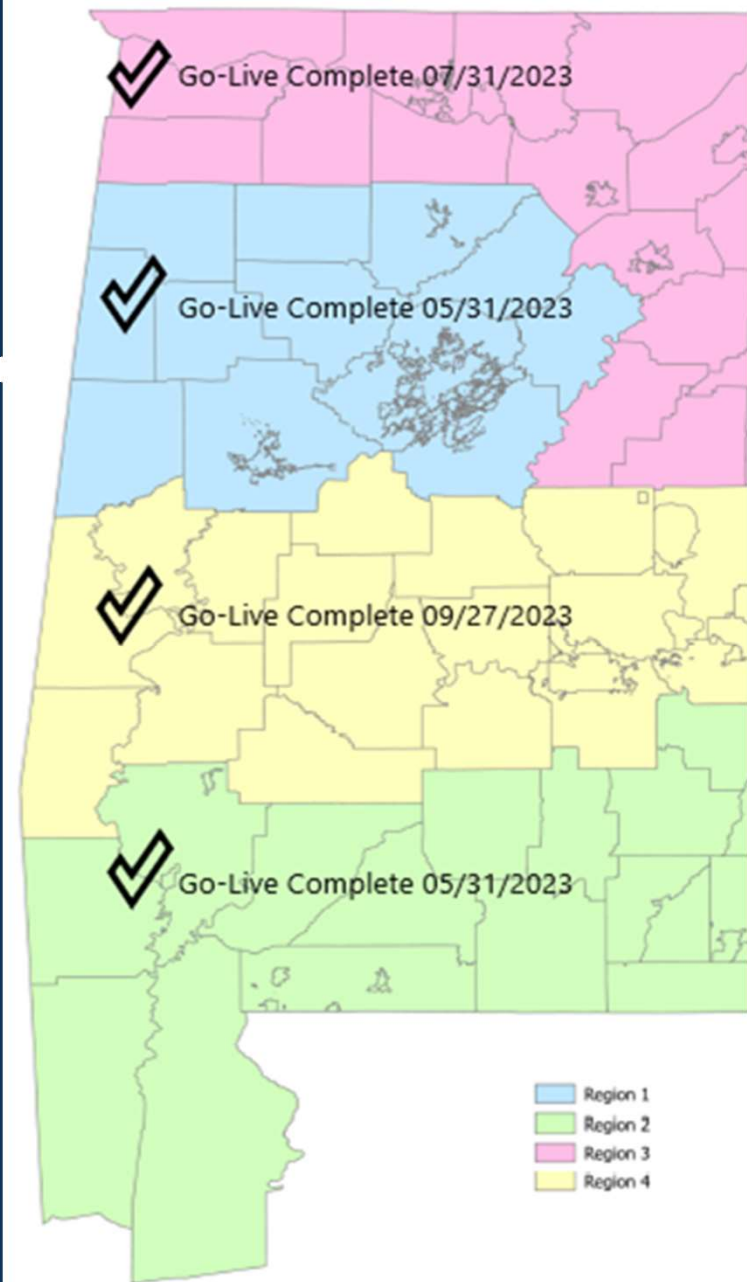 Go-Live Complete 07/31/2023
Go-Live Complete 05/31/2023
Go-Live Complete 09/27/2023
Go-Live Complete 05/31/2023
Region 1
Region 2
Region 3
Region 4